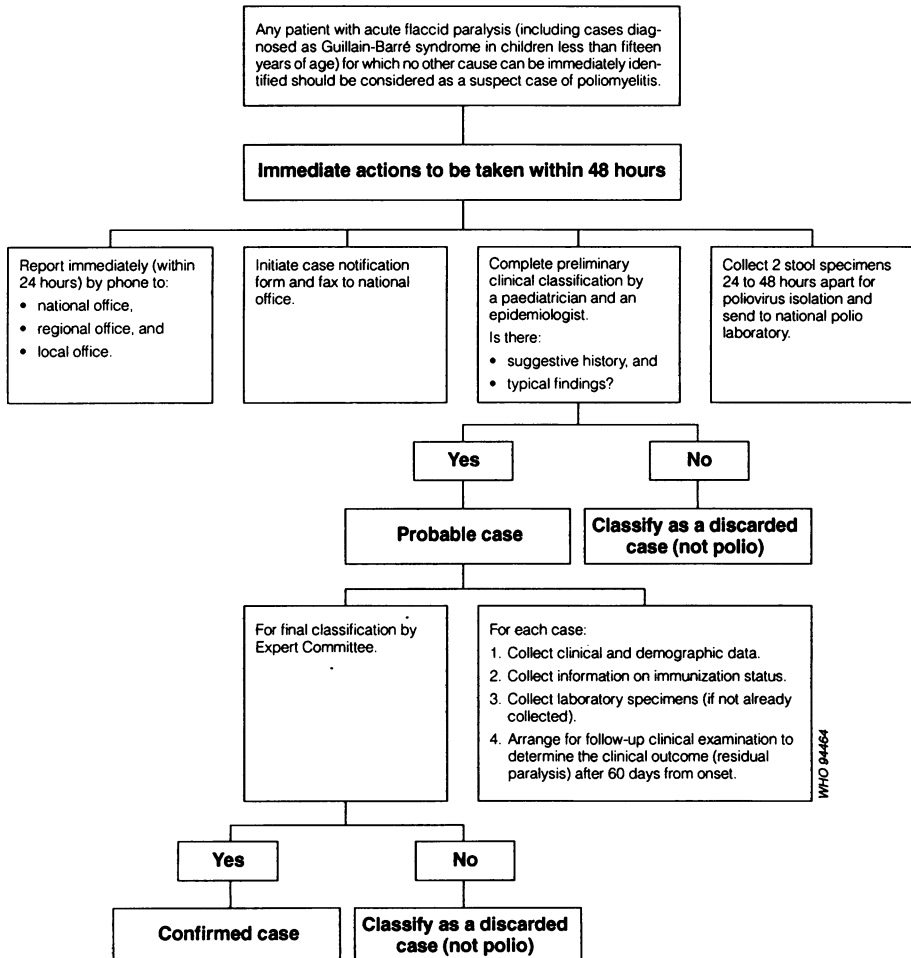 Any patient with acute flaccid paralysis (including cases diag-
nosed as Guillain-Barré syndrome in children less than fifteen
years of age) for which no other cause can be immediately iden-
tified should be considered as a suspect case of poliomyelitis.
Immediate actions to be taken within 48 hours
Report immediately (within
24 hours) by phone to:
• national office,
• regional office, and
• local office.
Initiate case notification
form and fax to national
office.
Complete preliminary
clinical classification by
a paediatrician and an
epidemiologist.
Is there:
• suggestive history, and
• typical findings?
Collect 2 stool specimens
24 to 48 hours apart for
poliovirus isolation and
send to national polio
laboratory.
Yes
No
Probable case
Classify as a discarded
case (not polio)
For final classification by
Expert Committee.
For each case:
1. Collect clinical and demographic data.
2. Collect information on immunization status.
3. Collect laboratory specimens (if not already
collected).
4. Arrange for follow-up clinical examination to
determine the clinical outcome (residual
paralysis) after 60 days from onset.
WHO 94464
Yes
No
Confirmed case
Classify as a discarded
case (not polio)